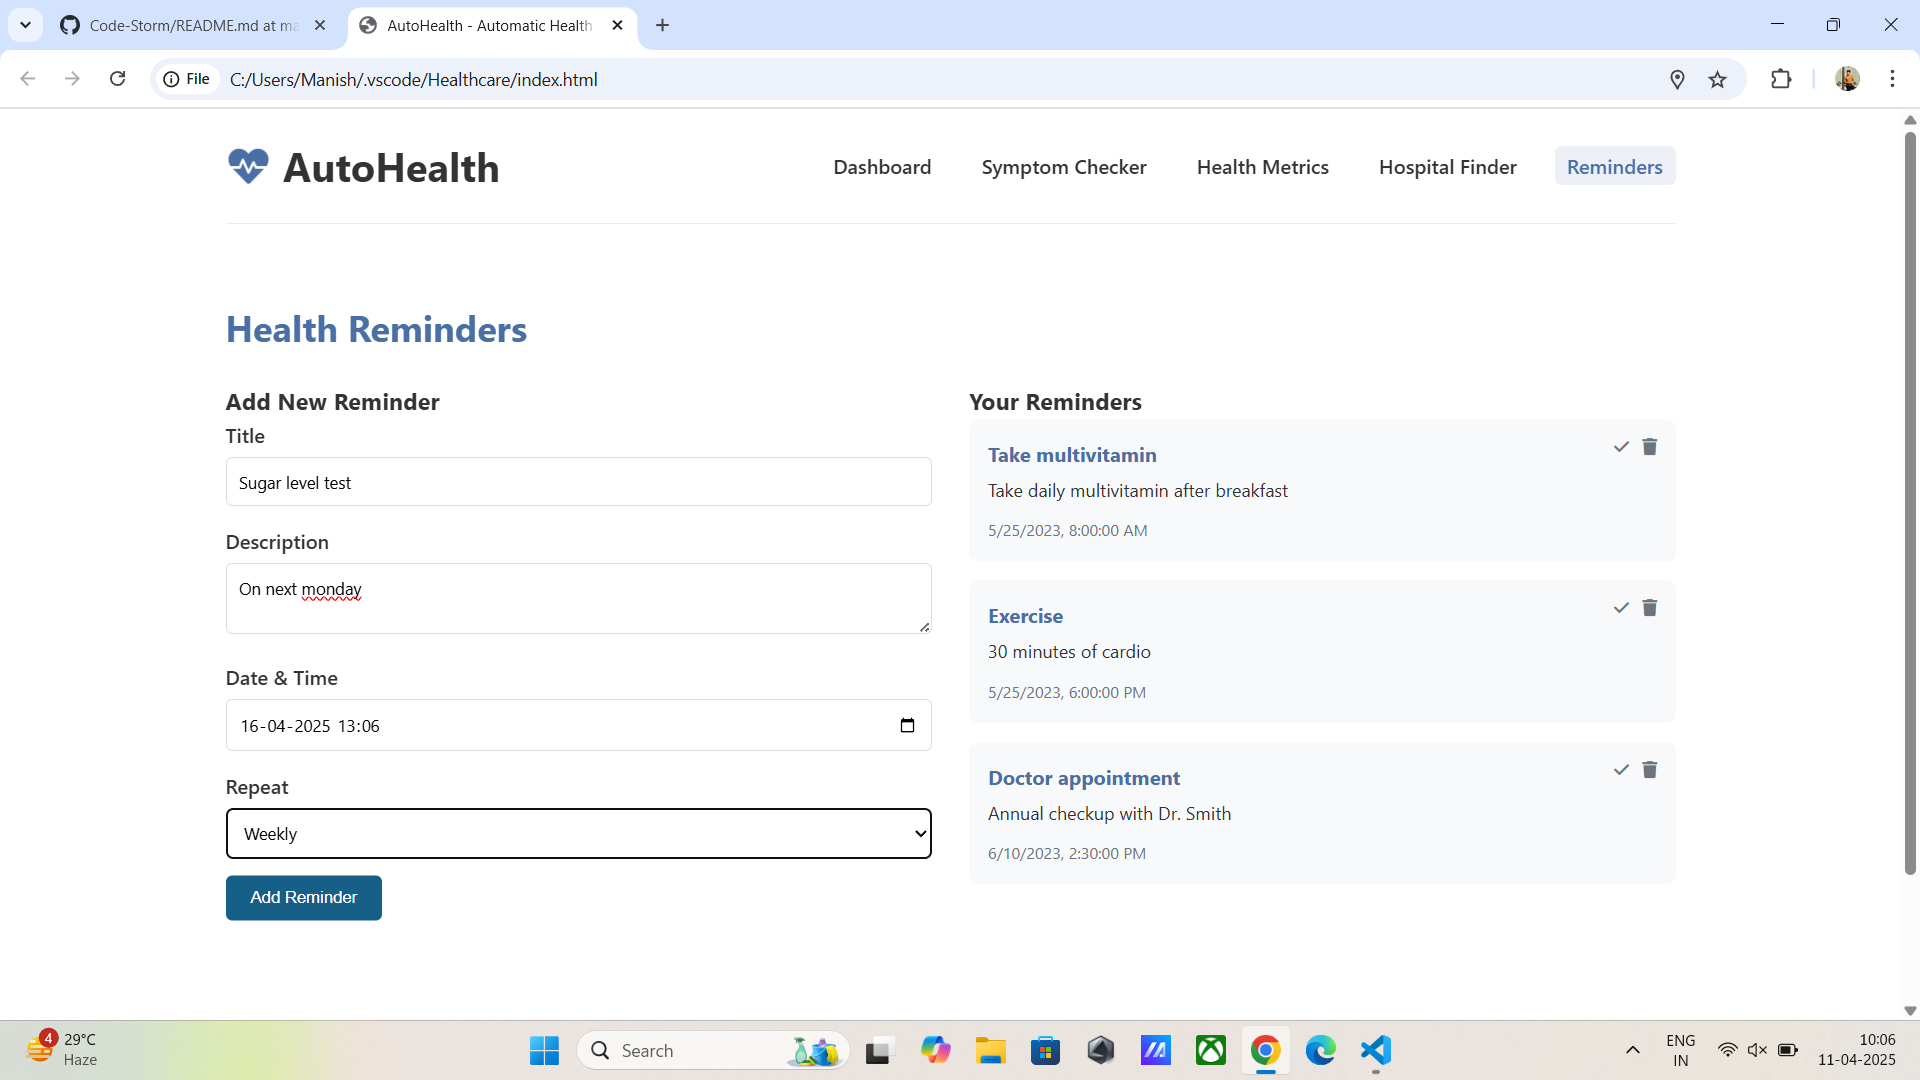 Code-Storm/README.md at ma
AutoHealth - Automatic Health
File
C:/Users/Manish/.vscode/Healthcare/index.html
AutoHealth
Dashboard
Symptom Checker
Health Metrics
Hospital Finder
Reminders
Health Reminders
Add New Reminder
Title
Sugar level test
Description
On next monday
Date & Time
16-04-2025 13:06
Repeat
Weekly
Add Reminder
Your Reminders
Take multivitamin
Take daily multivitamin after breakfast
5/25/2023, 8:00:00 AM
Exercise
30 minutes of cardio
5/25/2023, 6:00:00 PM
Doctor appointment
Annual checkup with Dr. Smith
6/10/2023, 2:30:00 PM
4
29°C
Haze
Search
ENG
IN
10:06
11-04-2025